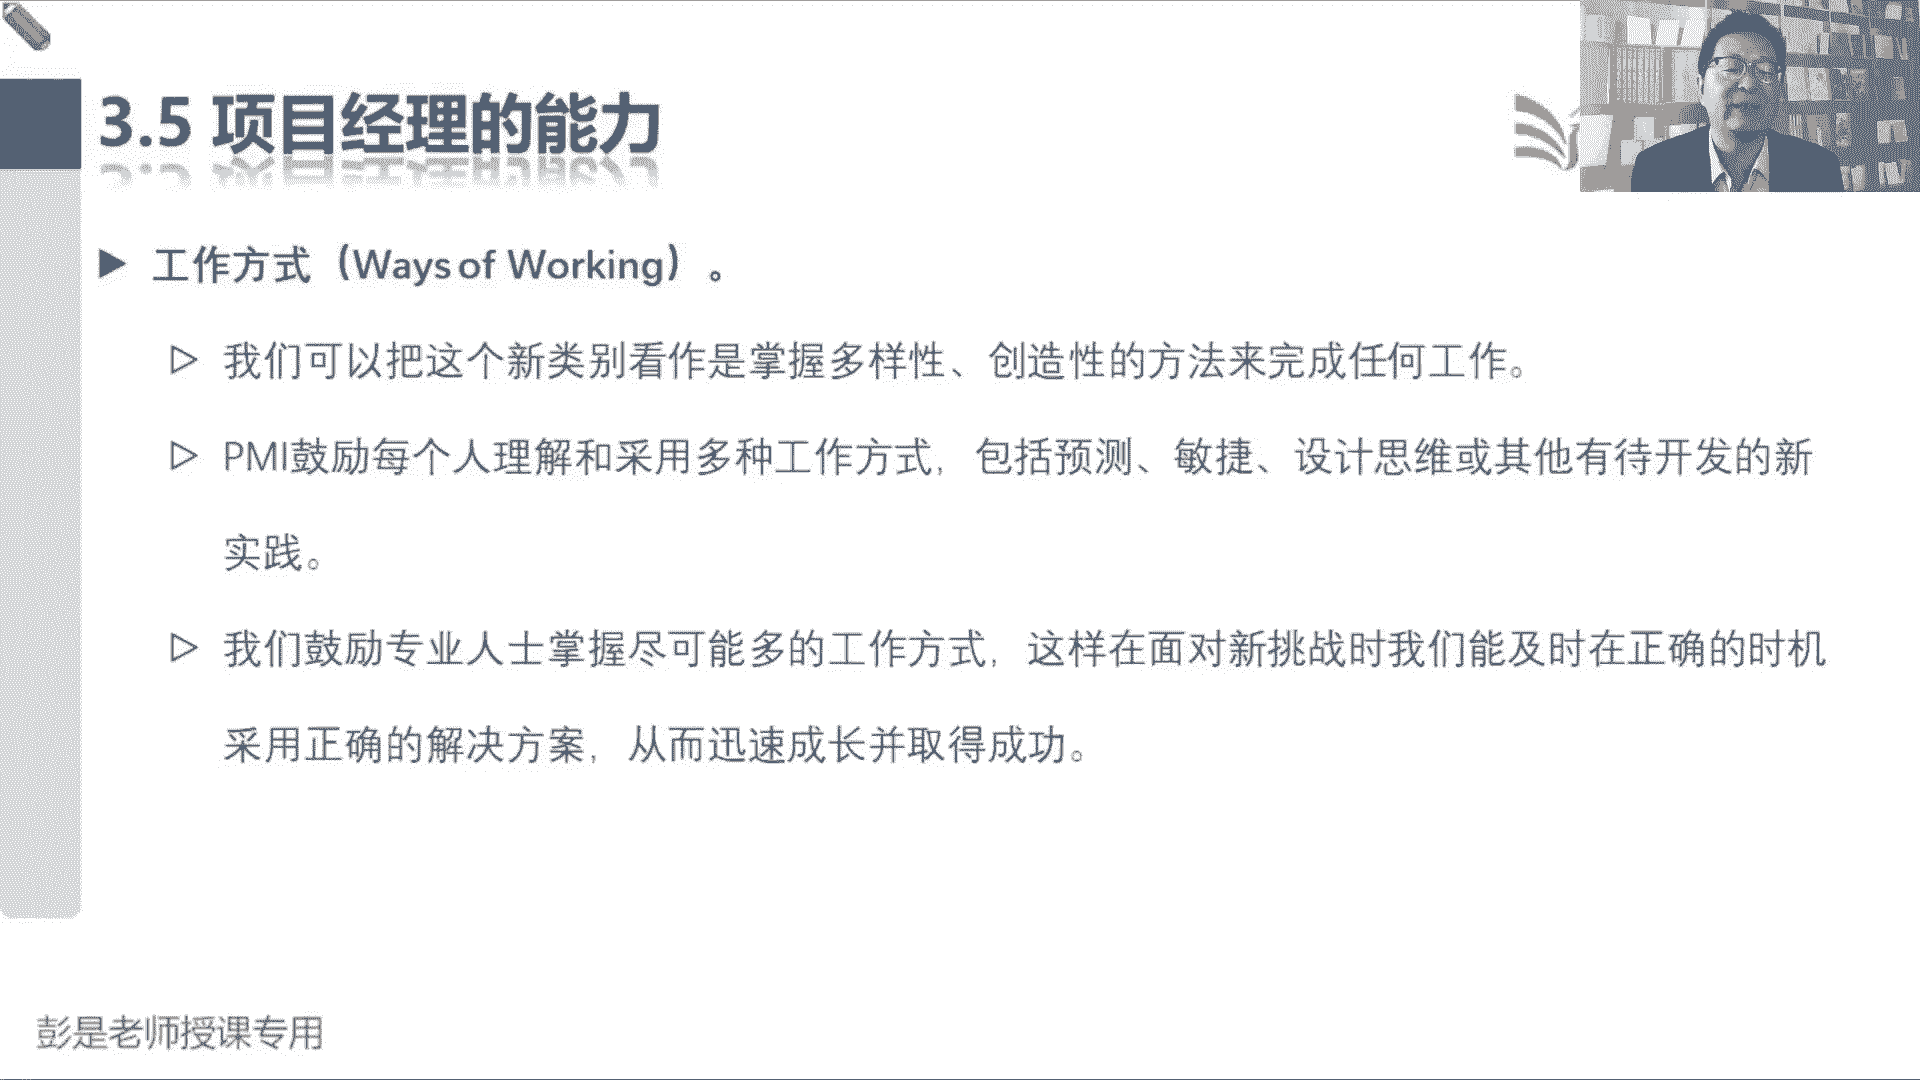 3.5 项目经理的能力
工作方式（Ways of Working）。
我们可以把这个新类别看作是掌握多样性、创造性的方法来完成任何工作。
PMI鼓励每个人理解和采用多种工作方式，包括预测、敏捷、设计思维或其他有待开发的新
实践。
我们鼓励专业人士掌握尽可能多的工作方式，这样在面对新挑战时我们能及时在正确的时机
采用正确的解决方案，从而迅速成长并取得成功。
彭是老师授课专用